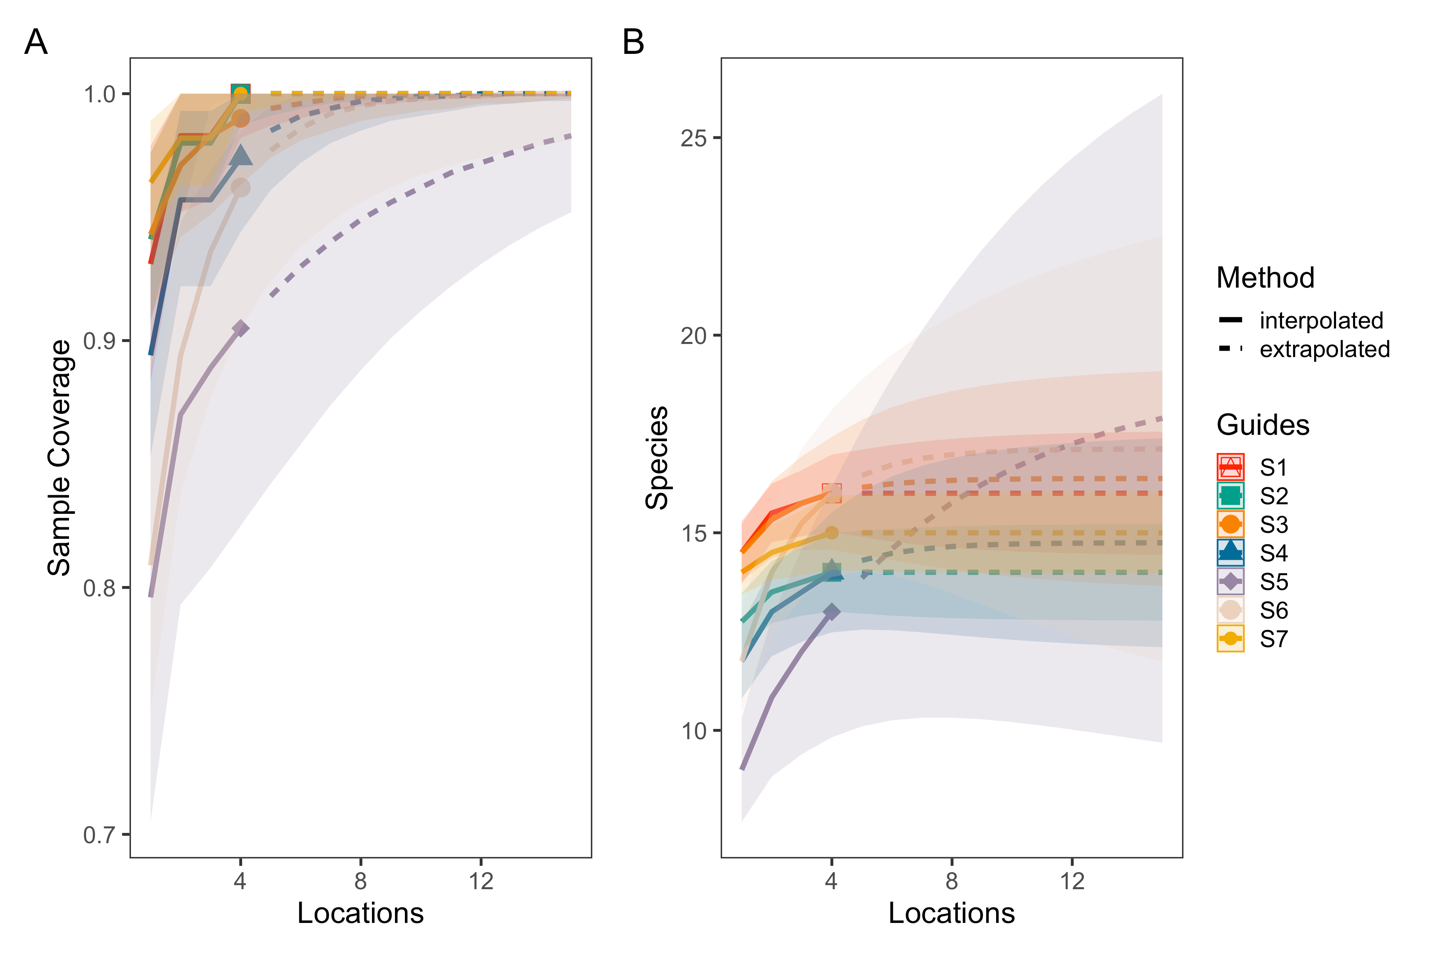 A
B
1.0
0.9
0.8
0.7
Sample Coverage
4
8
12
Locations
25
20
15
10
Species
4
8
12
Locations
Method
interpolated
extrapolated
Guides
S1
S2
S3
S4
S5
S6
S7